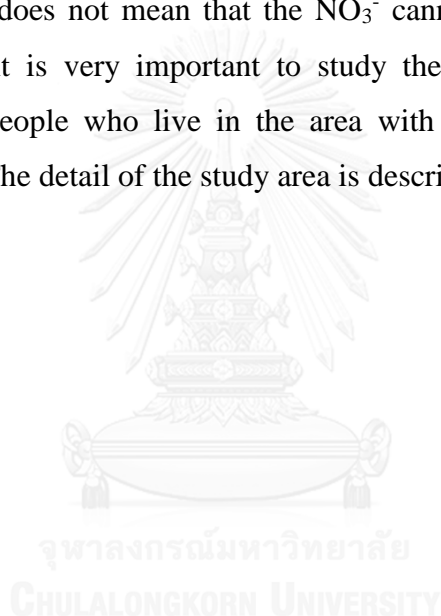 does not mean that the NO₃⁻ cann
t is very important to study the
eople who live in the area with
he detail of the study area is descri
จุฬาลงกรณ์มหาวิทยาลัย
CHULALONGKORN UNIVERSITY